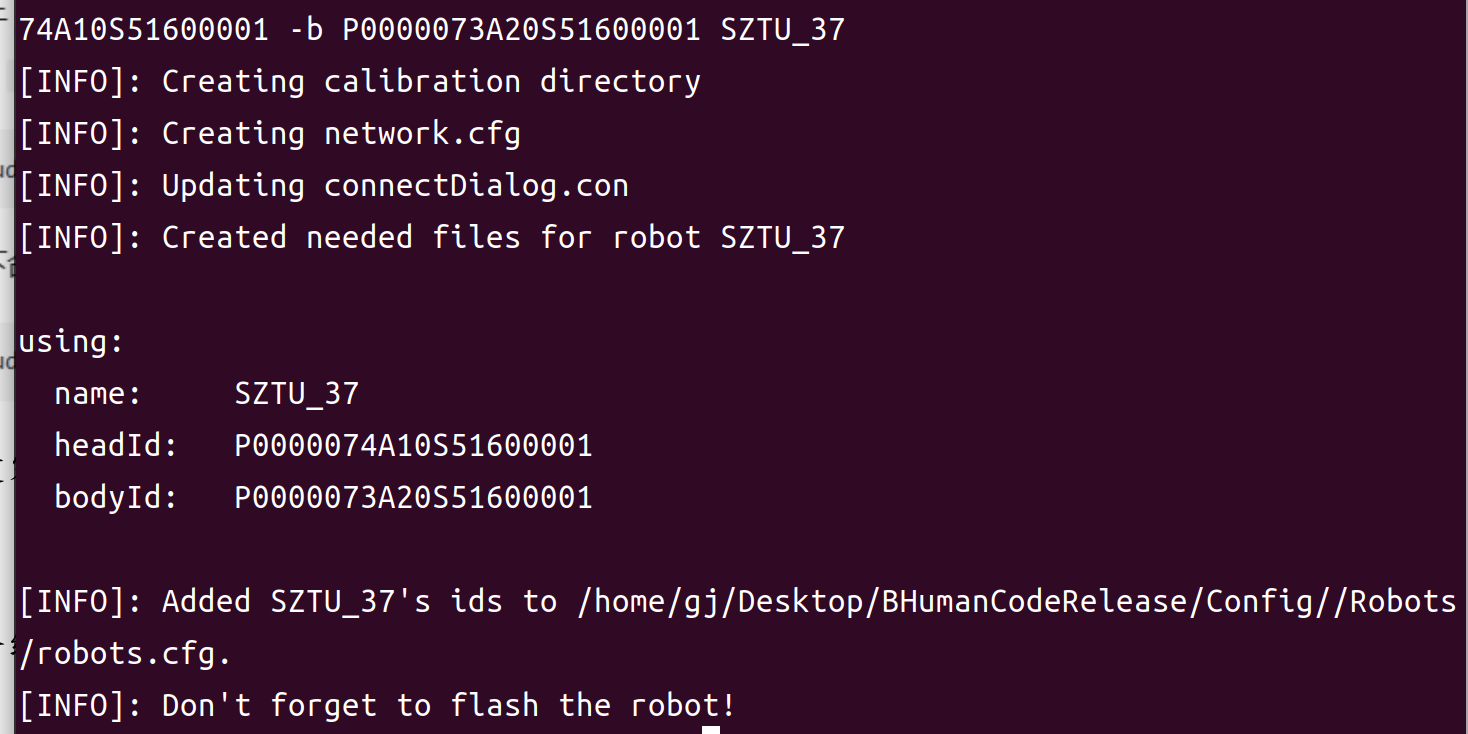 74A10S51600001 -b P0000073A20S51600001 SZTU_37
[INFO]: Creating calibration directory
[INFO]: Creating network.cfg
[INFO]: Updating connectDialog.con
[INFO]: Created needed files for robot SZTU_37
using:
name: SZTU_37
headId: P0000074A10S51600001
bodyId: P0000073A20S51600001
[INFO]: Added SZTU_37's ids to /home/gj/Desktop/BHumanCodeRelease/Config//Robots
/robots.cfg.
[INFO]: Don't forget to flash the robot!